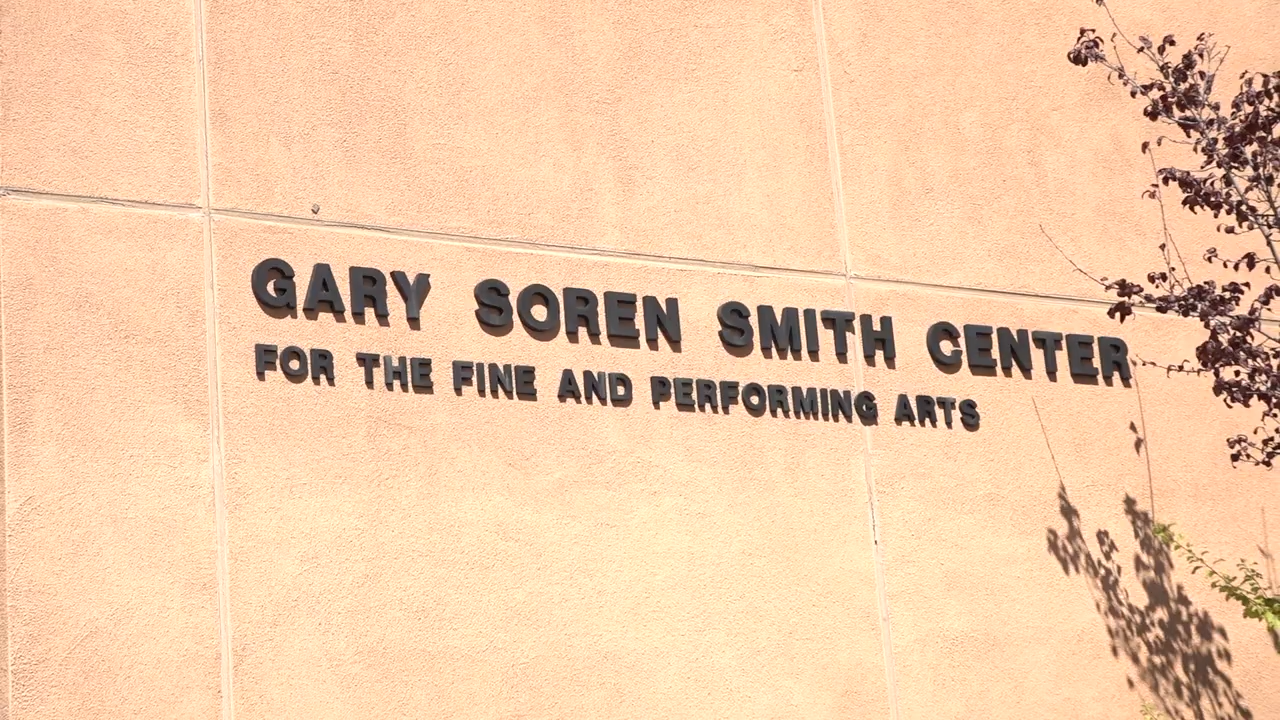 GARY SOREN SMITH CENTER
FOR THE FINE AND PERFORMING ARTS